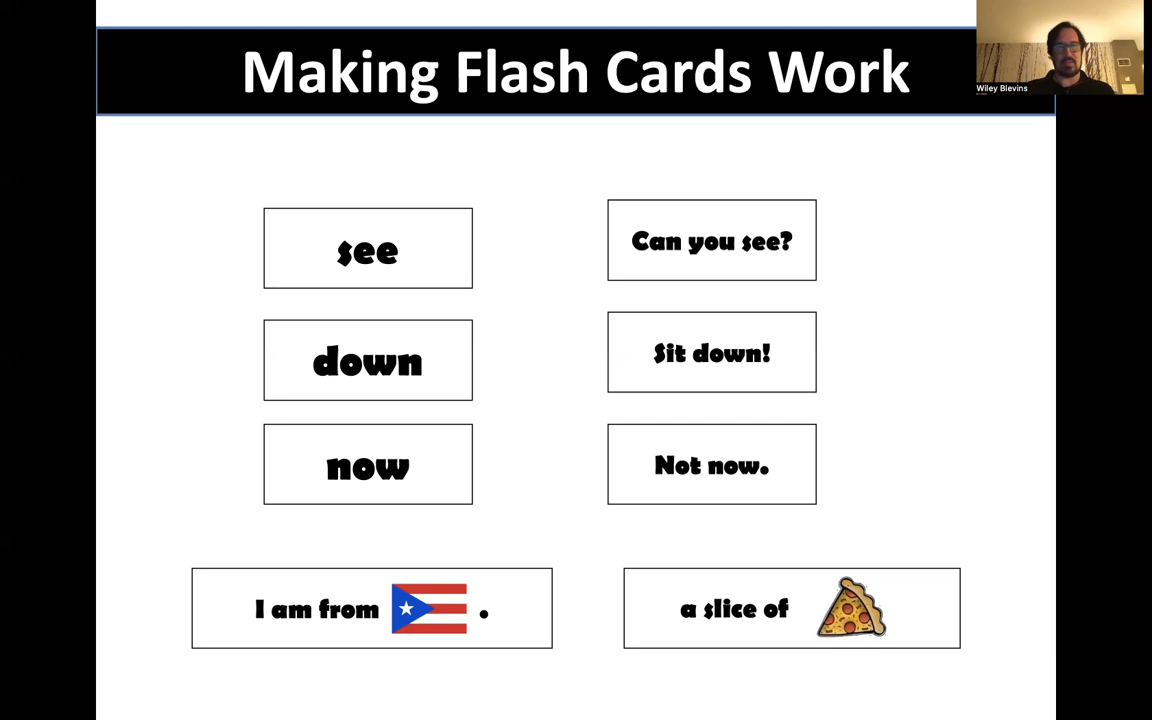 Making Flash Cards Work
Wiley Blevins
see
Can you see?
down
Sit down!
now
Not now.
I am from .
a slice of